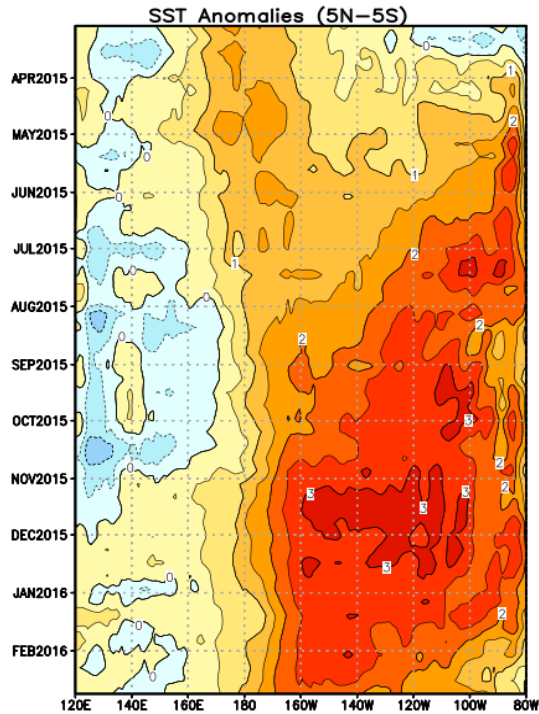 SST Anomalies (5N-5S)
0
APR2015
1
0
2
MAY2015
0
1
JUN2015
0
2
JUL2015
1
0
0
AUG2015
2
0
2
SEP2015
3
OCT2015
2
0
NOV2015
2
3
3
3
DEC2015
3
0
JAN2016
2
0
FEB2016
0
120E 140E 160E 180 160W 140W 120W 100W 80W